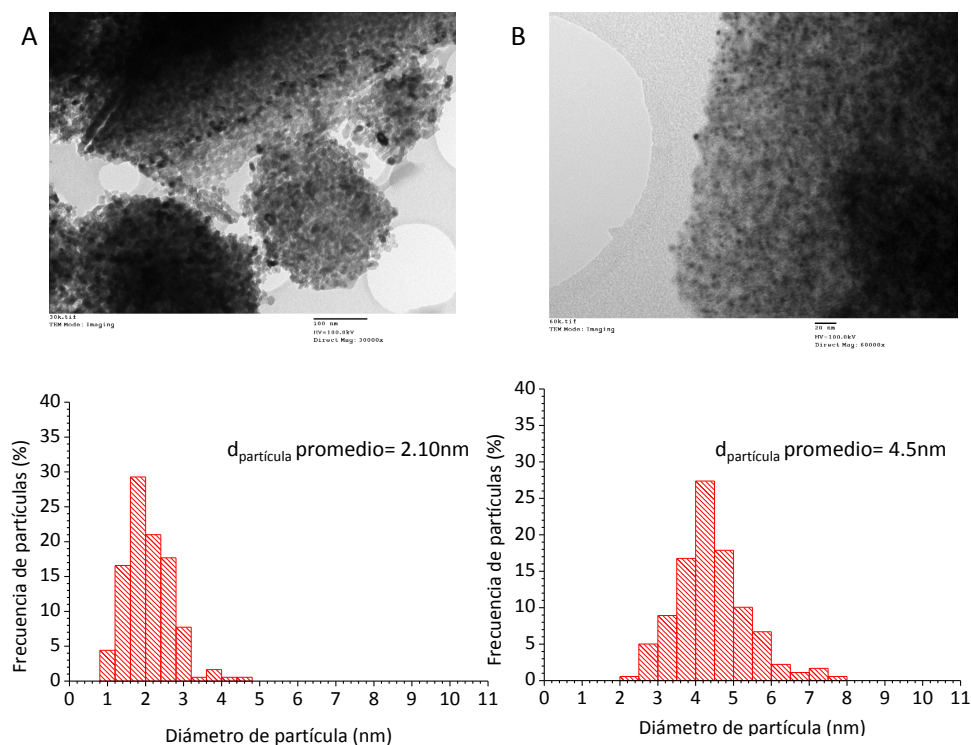 A
B
30k.tif
TEM Mode: Imaging
100 nm
HV=100.0kV
Direct Mag: 30000x
60k.tif
TEM Mode: Imaging
20 nm
HV=100.0kV
Direct Mag: 60000x
40
35
30
25
20
15
10
5
0
Frecuencia de partículas (%)
dpartícula promedio= 2.10nm
0 1 2 3 4 5 6 7 8 9 10 11
Diámetro de partícula (nm)
40
35
30
25
20
15
10
5
0
Frecuencia de partículas (%)
dpartícula promedio= 4.5nm
0 1 2 3 4 5 6 7 8 9 10 11
Diámetro de partícula (nm)